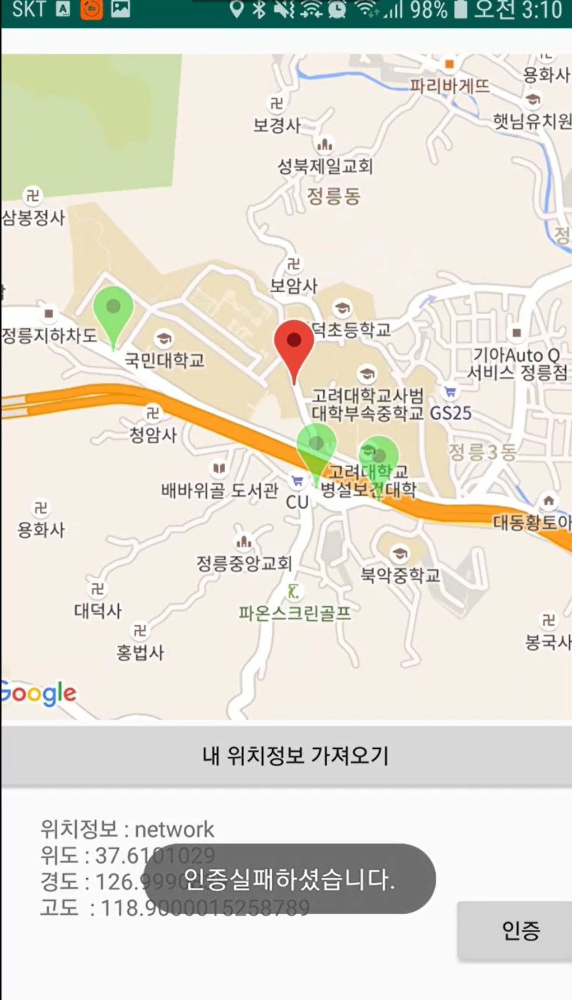 SKT
98%
오전 3:10
파리바게뜨
용화사
보경사
햇님유치원
성북제일교회
정릉동
삼봉정사
정
보암사
정릉지하차도
덕초등학교
국민대학교
기아Auto Q
서비스 정릉점
고려대학교사범
대학부속중학교
GS25
청암사
정릉3동
고려대학교
병설보건대학
배바위골 도서관
CU
용화사
대동황토아
정릉중앙교회
북악중학교
대덕사
파온스크린골프
봉국사
홍법사
Google
내 위치정보 가져오기
위치정보 : network
위도 : 37.6101029
경도 : 126.9990
인증실패하셨습니다.
고도 : 118.9000015258789
인증